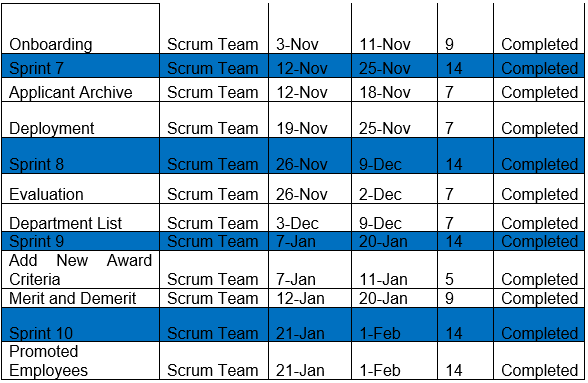 Onboarding Scrum Team 3-Nov 11-Nov 9 Completed
Sprint 7 Scrum Team 12-Nov 25-Nov 14 Completed
Applicant Archive Scrum Team 12-Nov 18-Nov 7 Completed
Deployment Scrum Team 19-Nov 25-Nov 7 Completed
Sprint 8 Scrum Team 26-Nov 9-Dec 14 Completed
Evaluation Scrum Team 26-Nov 2-Dec 7 Completed
Department List Scrum Team 3-Dec 9-Dec 7 Completed
Sprint 9 Scrum Team 7-Jan 20-Jan 14 Completed
Add New Award
Criteria Scrum Team 7-Jan 11-Jan 5 Completed
Merit and Demerit Scrum Team 12-Jan 20-Jan 9 Completed
Sprint 10 Scrum Team 21-Jan 1-Feb 14 Completed
Promoted
Employees Scrum Team 21-Jan 1-Feb 14 Completed